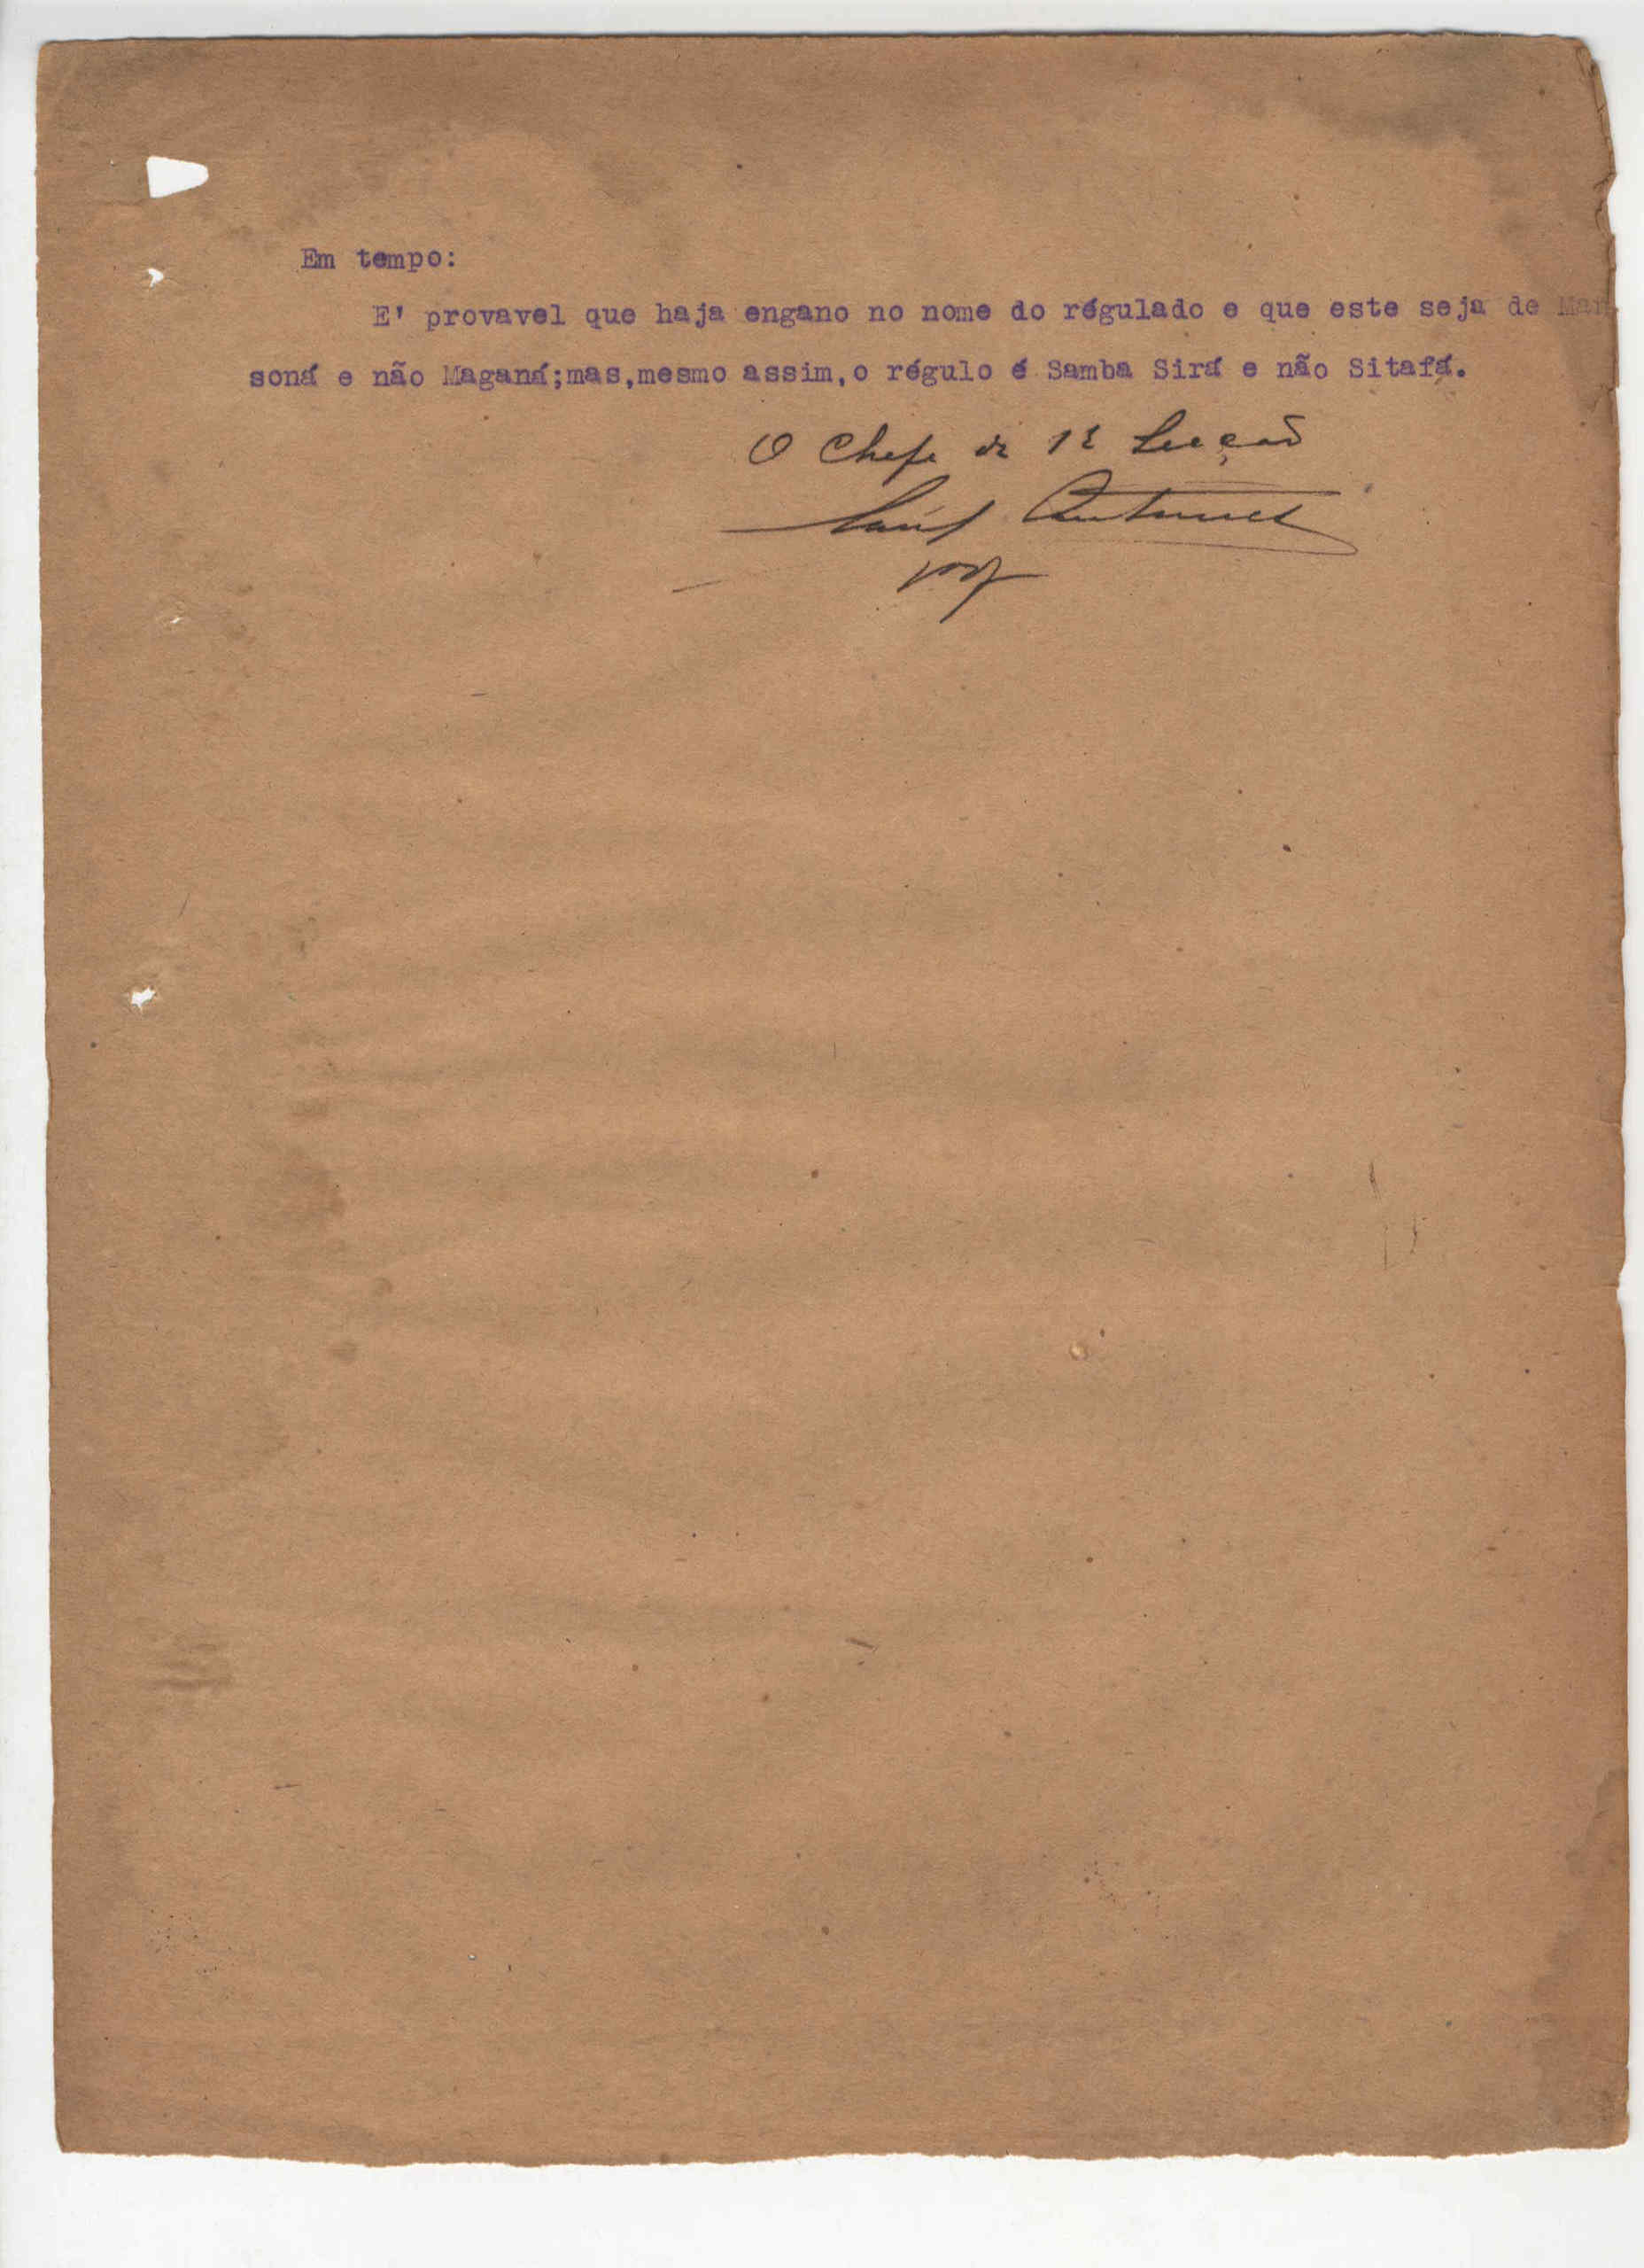 Em tempo:
E' provavel que haja engano no nome do régulado e que este seja de Man
soná e não Maganá;mas,mesmo assim,o régulo é Samba Sirá e não Sitafá.
O Chefe da 1ª Secção
Antunes